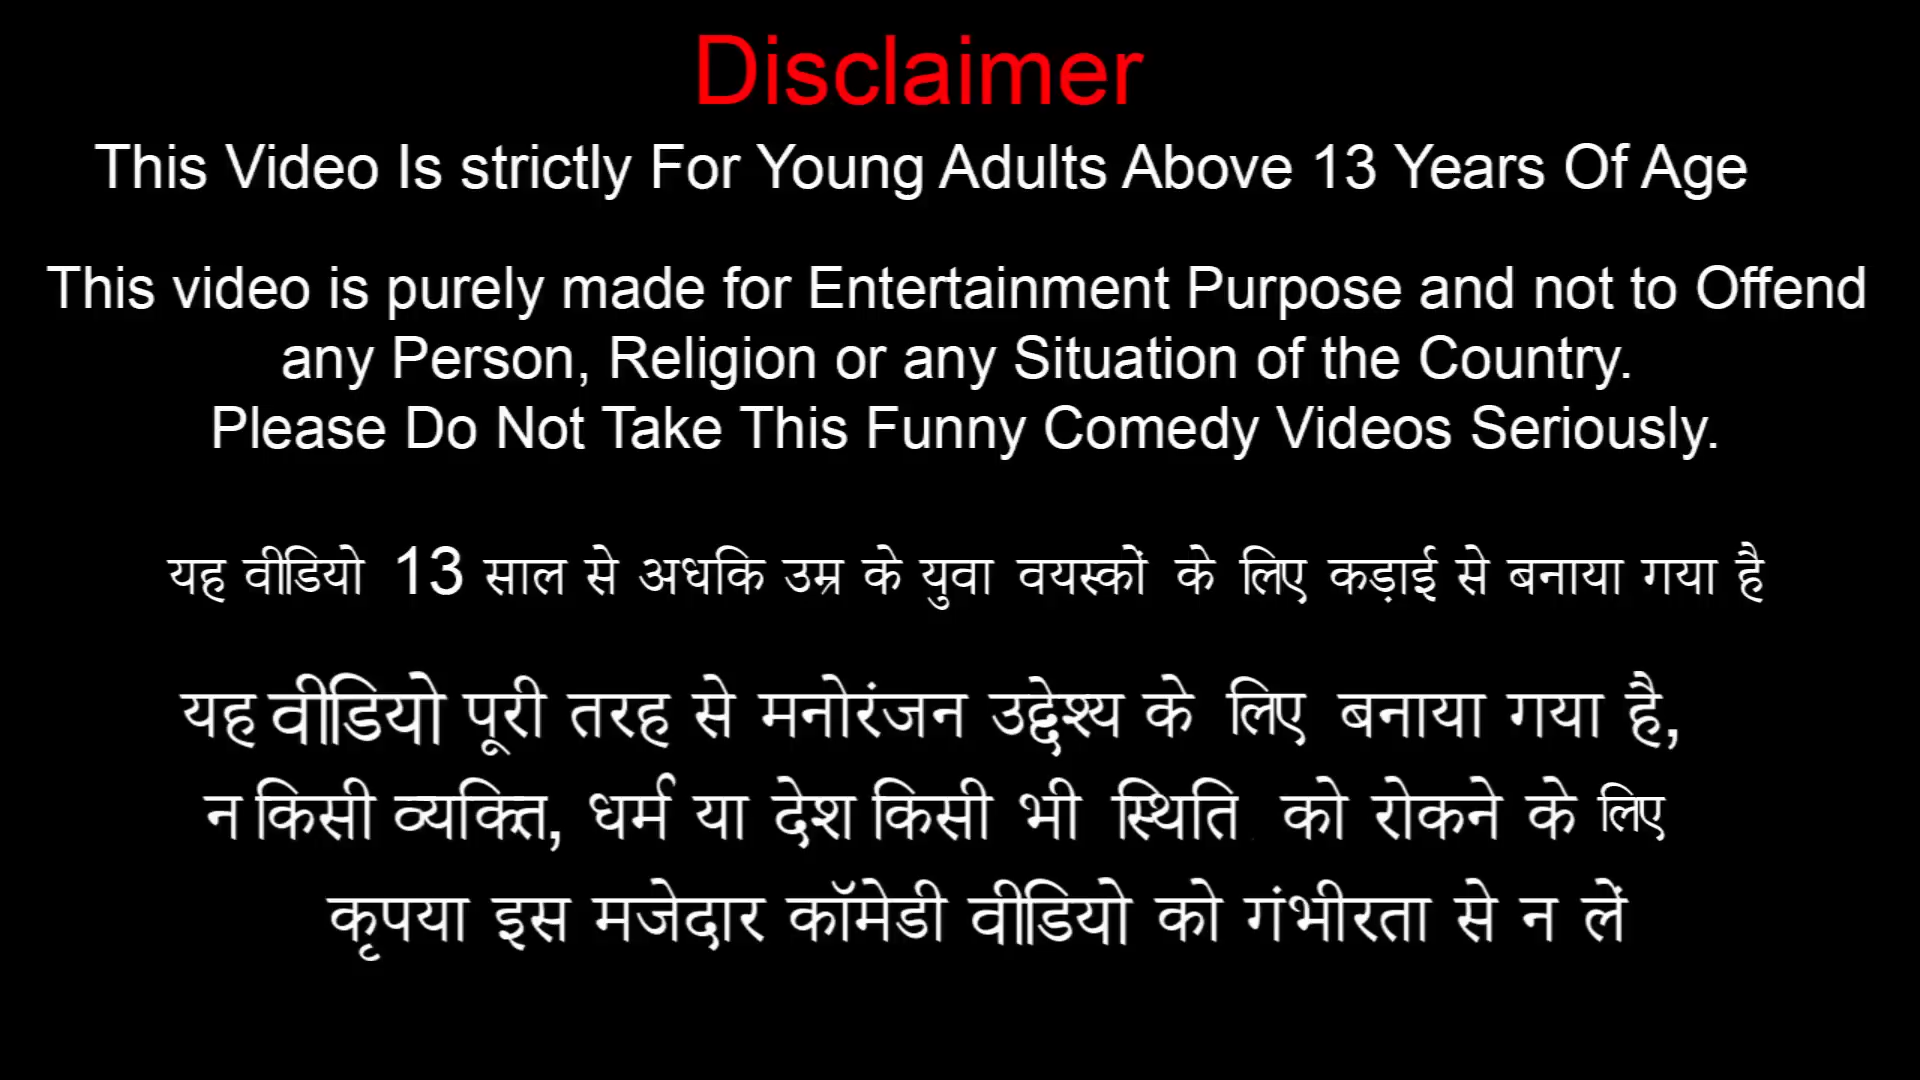 Disclaimer
This Video Is strictly For Young Adults Above 13 Years Of Age
This video is purely made for Entertainment Purpose and not to Offend
any Person, Religion or any Situation of the Country.
Please Do Not Take This Funny Comedy Videos Seriously.
यह वीडियो 13 साल से अधकि उम्र के युवा वयस्कों के लिए कड़ाई से बनाया गया है
यह वीडियो पूरी तरह से मनोरंजन उद्देश्य के लिए बनाया गया है,
न किसी व्यक्ति, धर्म या देश किसी भी स्थिति को रोकने के लिए
कृपया इस मजेदार कॉमेडी वीडियो को गंभीरता से न लें